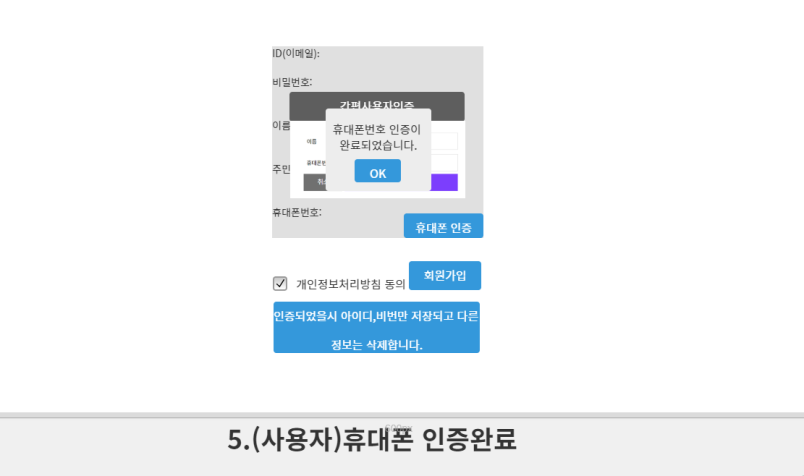 ID(이메일):
비밀번호:
간편사용자인증
이름
휴대폰번호 인증이
완료되었습니다.
이름
OK
주민
휴대폰번호:
휴대폰 인증
개인정보처리방침 동의
회원가입
인증되었을시 아이디,비번만 저장되고 다른
정보는 삭제합니다.
5.(사용자)휴대폰 인증완료